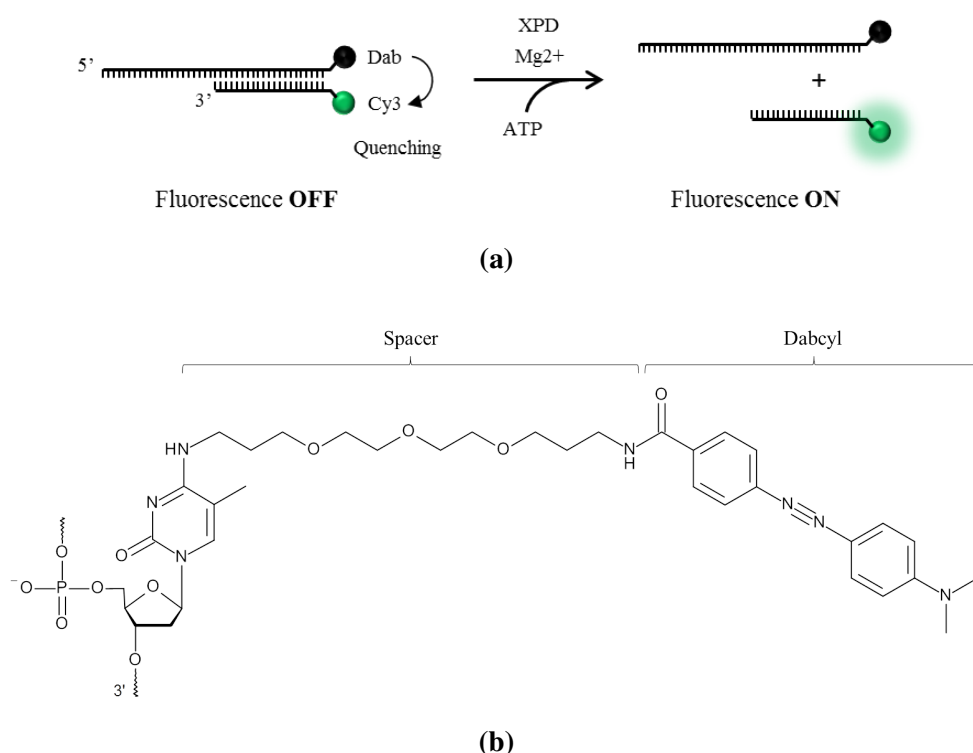 XPD
Mg2+
ATP
5’
Dab
3’
Cy3
Quenching
+
Fluorescence OFF
Fluorescence ON
(a)
Spacer
Dabcyl
HN
O
O
O
N
H
O
N
O
N
N
N
N
O
⁻O
P
O
O
O
O
3'
(b)